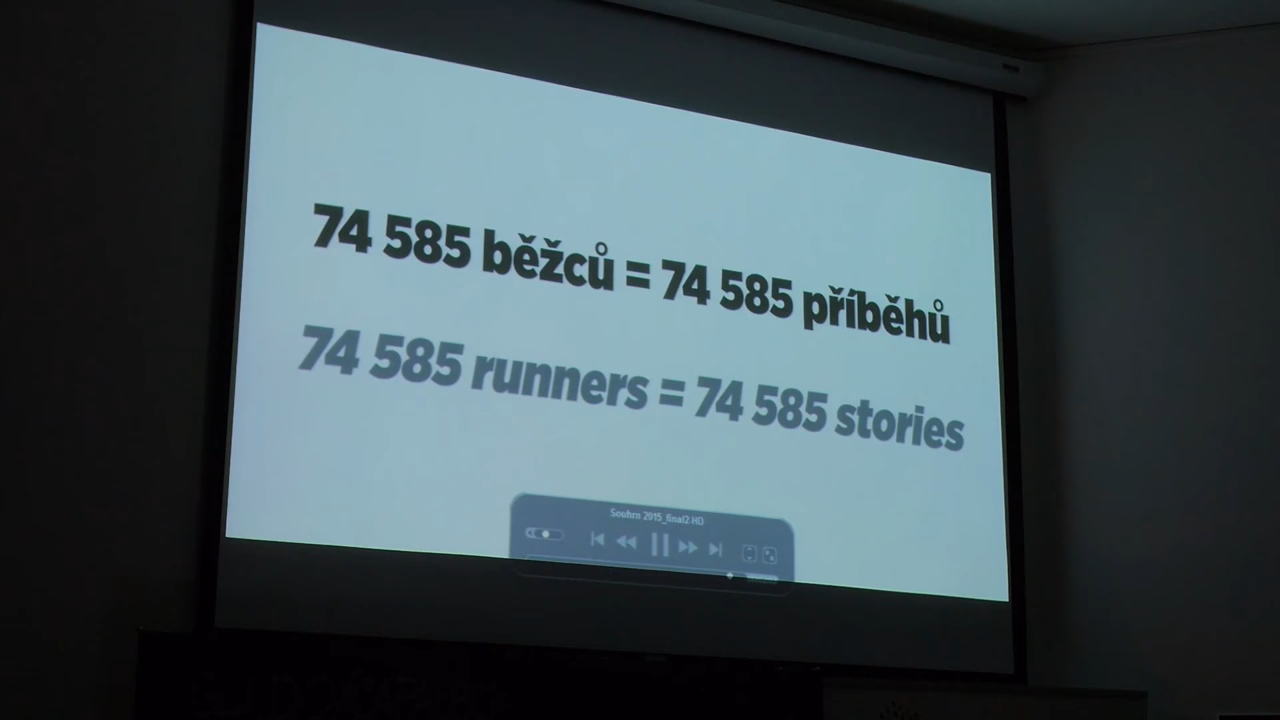 74 585 běžců = 74 585 příběhů
74 585 runners = 74 585 stories
Souhrn 2015_final2 HD